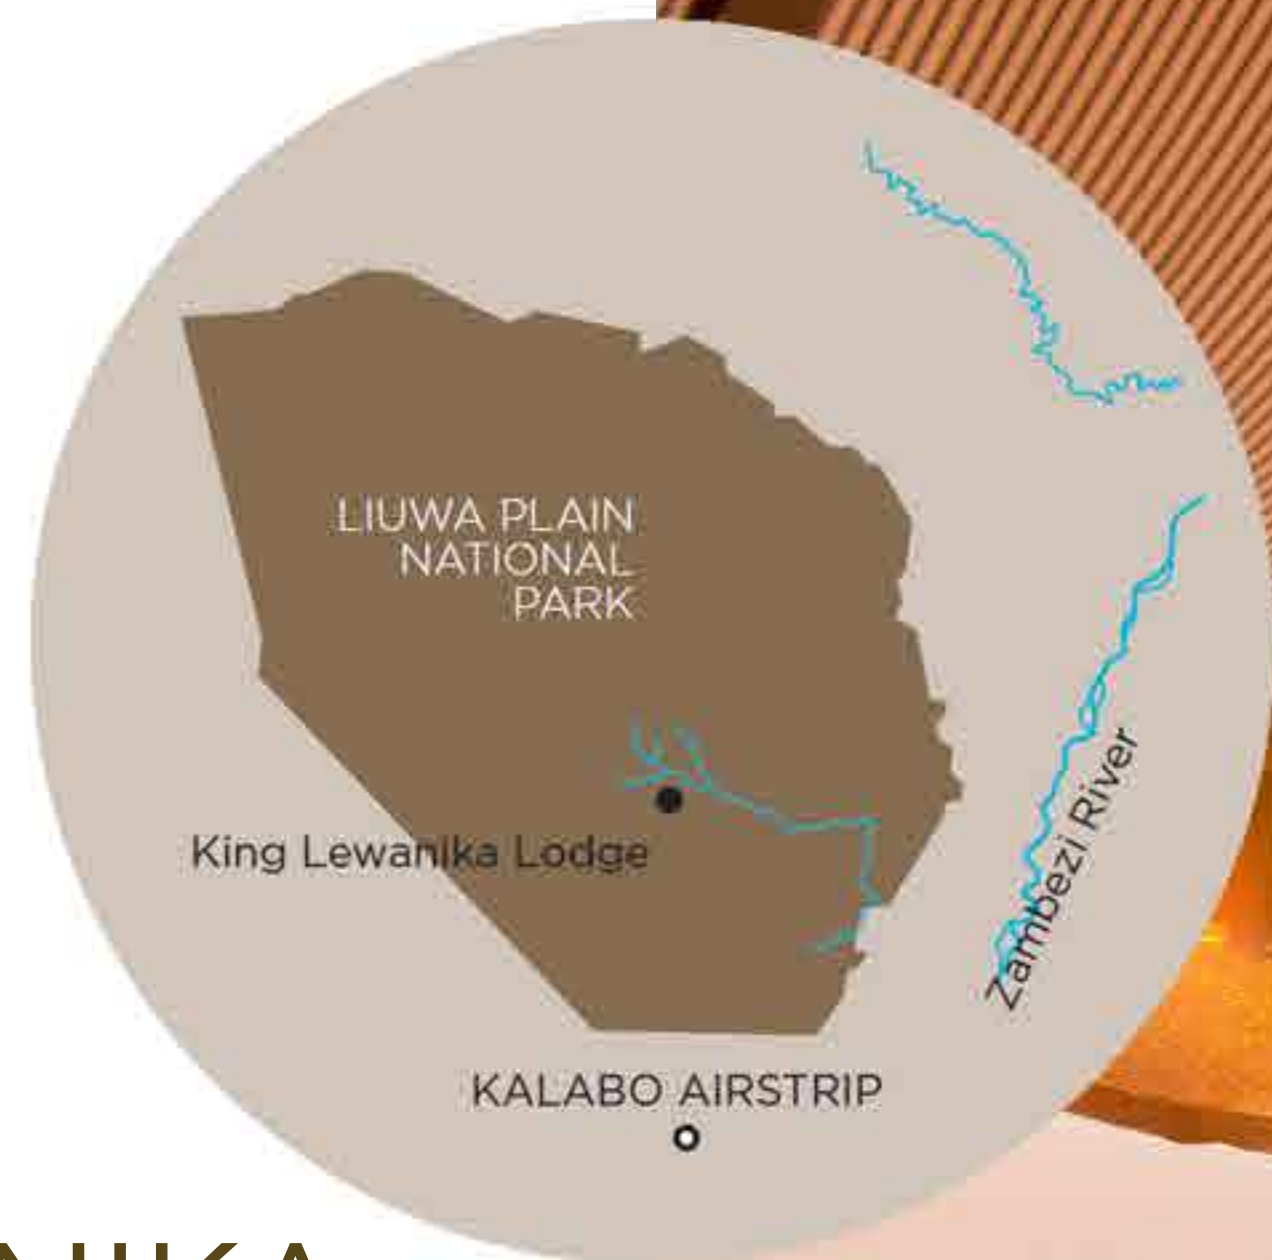 LIUWA PLAIN
NATIONAL
PARK
King Lewanika Lodge
Zambezi River
KALABO AIRSTRIP